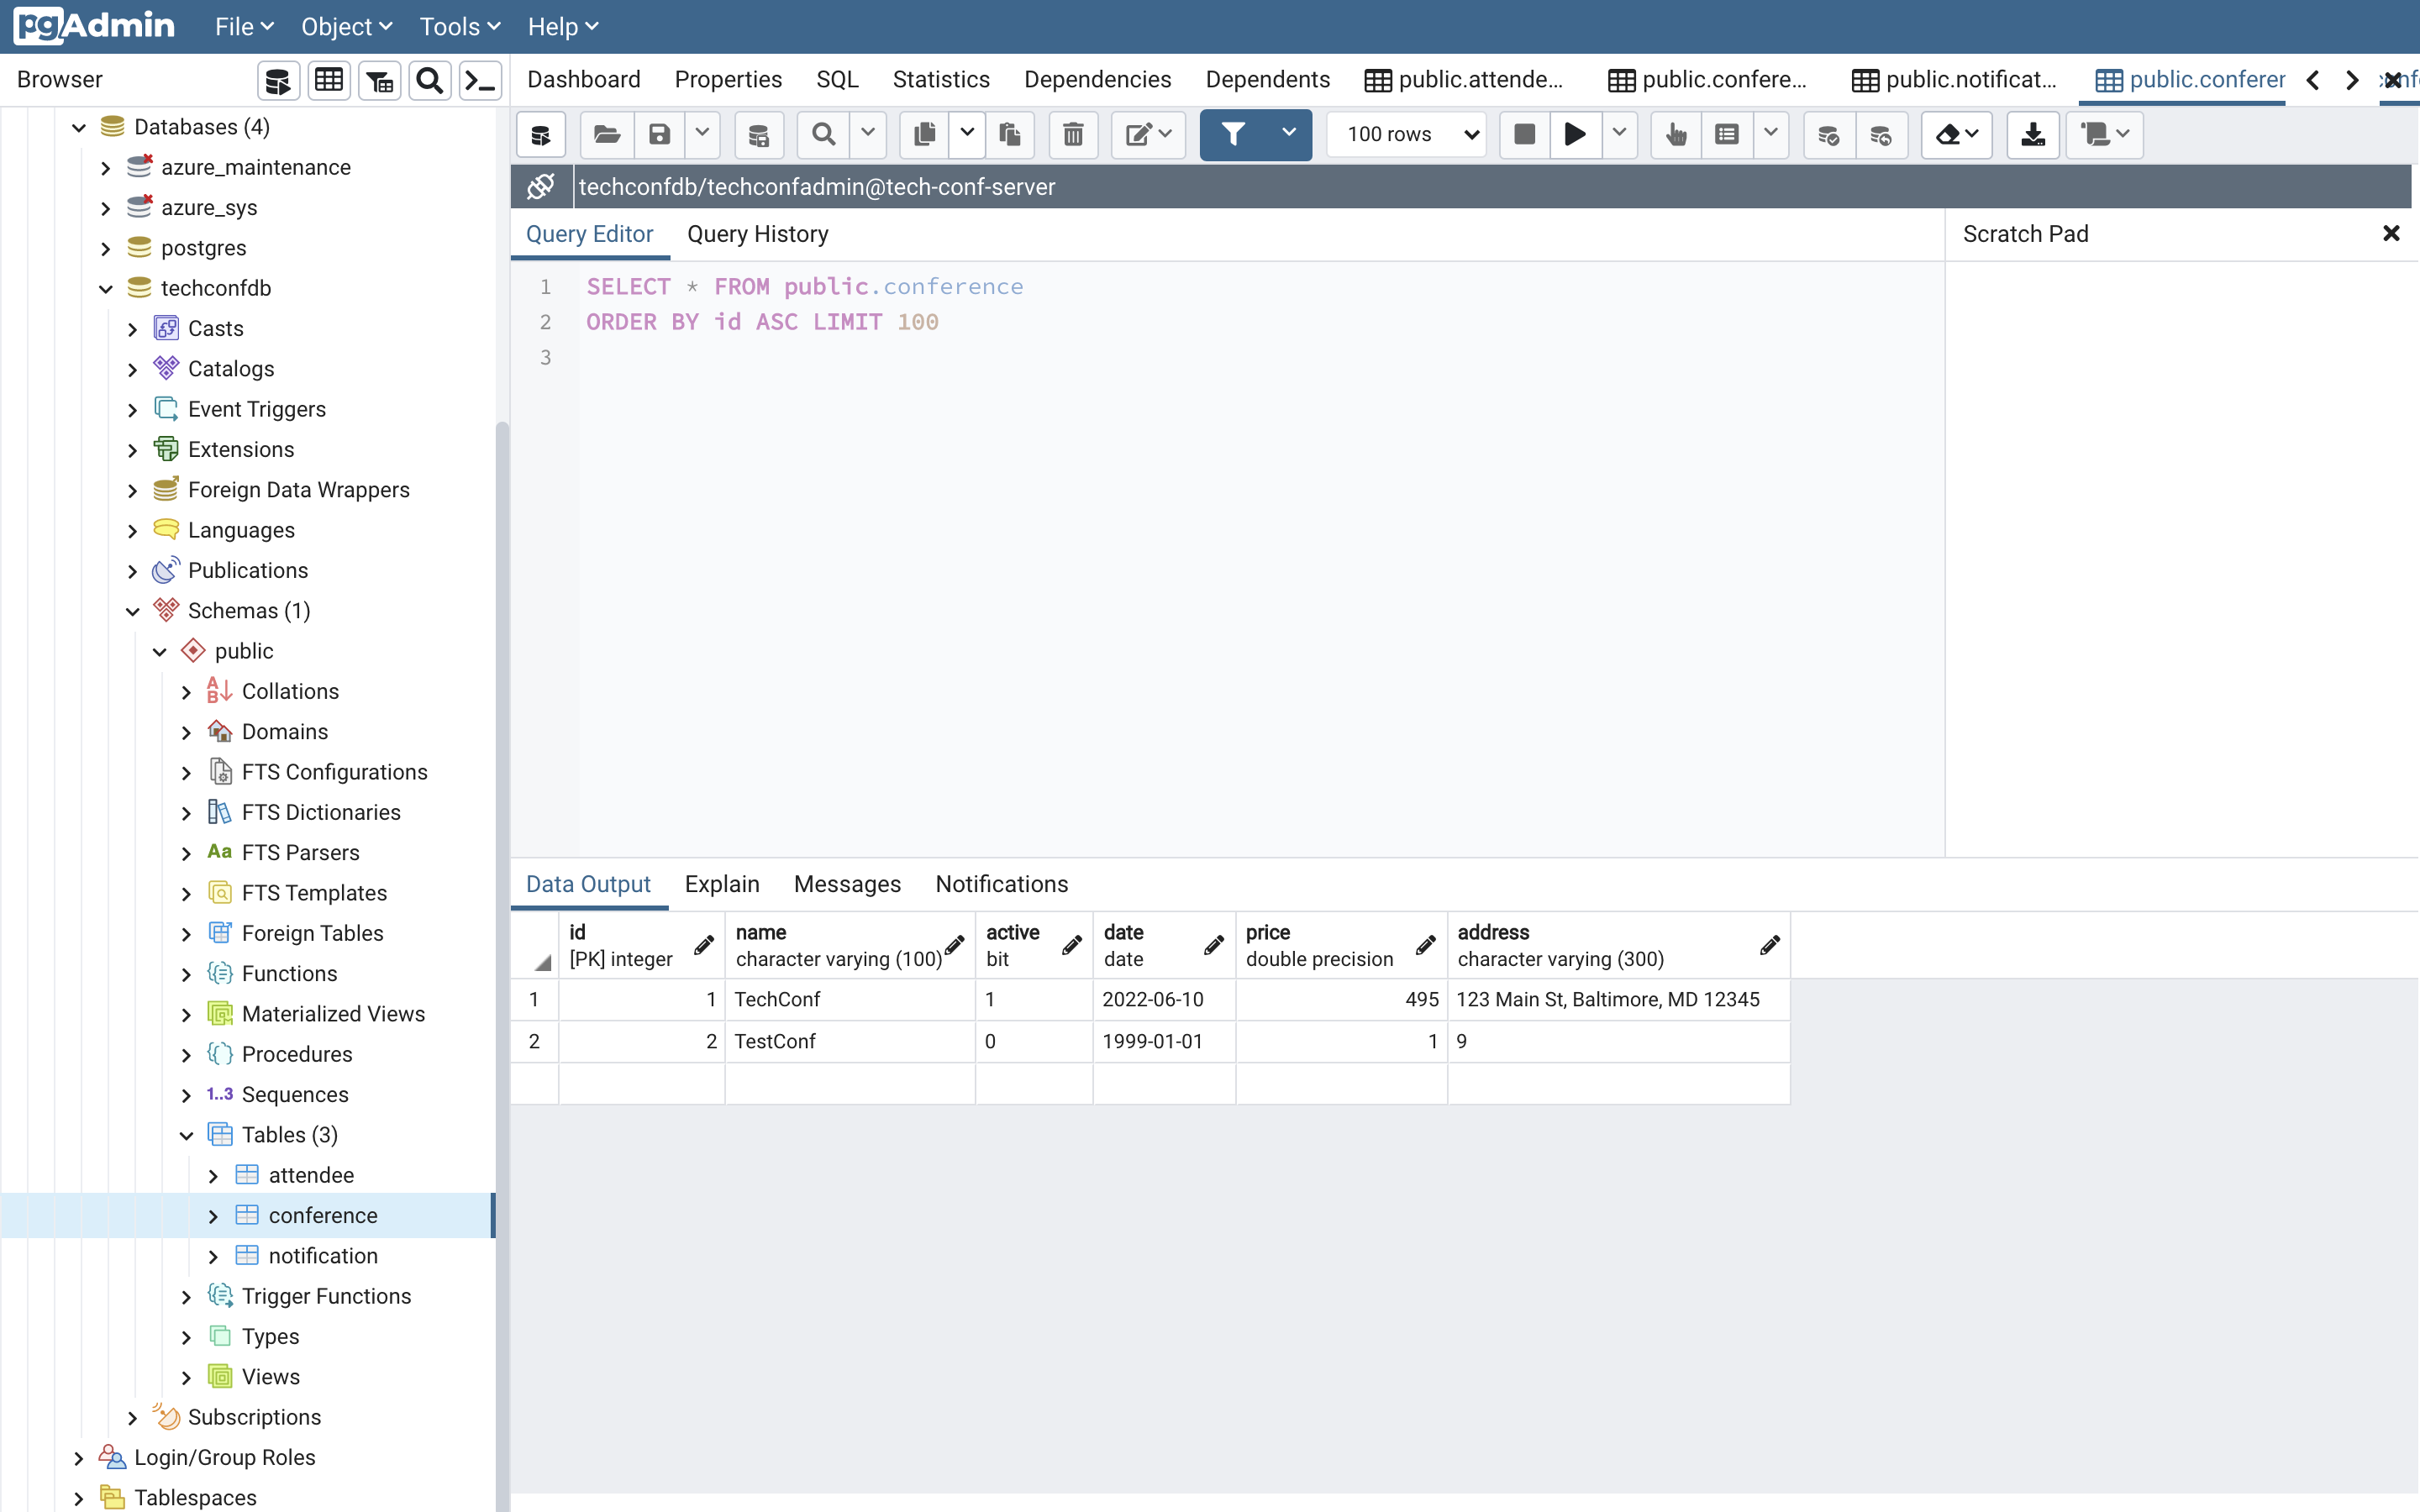 pgAdmin File Object Tools Help
Browser
Dashboard Properties SQL Statistics Dependencies Dependents public.attende... public.confere... public.notificat... public.conferer
100 rows
techconfdb/techconfadmin@tech-conf-server
Query Editor Query History
Scratch Pad
1 SELECT * FROM public.conference
2 ORDER BY id ASC LIMIT 100
3
Databases (4)
azure_maintenance
azure_sys
postgres
techconfdb
Casts
Catalogs
Event Triggers
Extensions
Foreign Data Wrappers
Languages
Publications
Schemas (1)
public
Collations
Domains
FTS Configurations
FTS Dictionaries
Aa FTS Parsers
FTS Templates
Foreign Tables
Functions
Materialized Views
Procedures
1..3 Sequences
Tables (3)
attendee
conference
notification
Trigger Functions
Types
Views
Subscriptions
Login/Group Roles
Tablespaces
Data Output Explain Messages Notifications
id name active date price address
[PK] integer character varying (100) bit date double precision character varying (300)
1 1 TechConf 1 2022-06-10 495 123 Main St, Baltimore, MD 12345
2 2 TestConf 0 1999-01-01 1 9